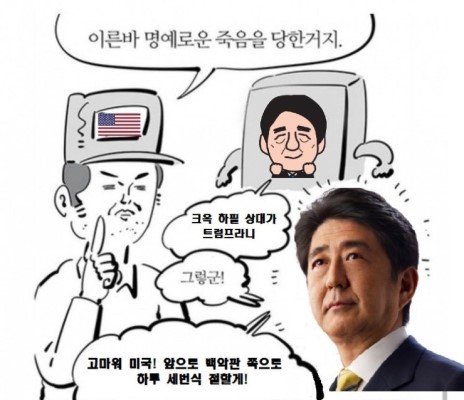 이른바 명예로운 죽음을 당한거지.
크윽 하필 상대가
트럼프라니
그렇군!
고마워 미국! 앞으로 백악관 쪽으로
하루 세번식 절할게!